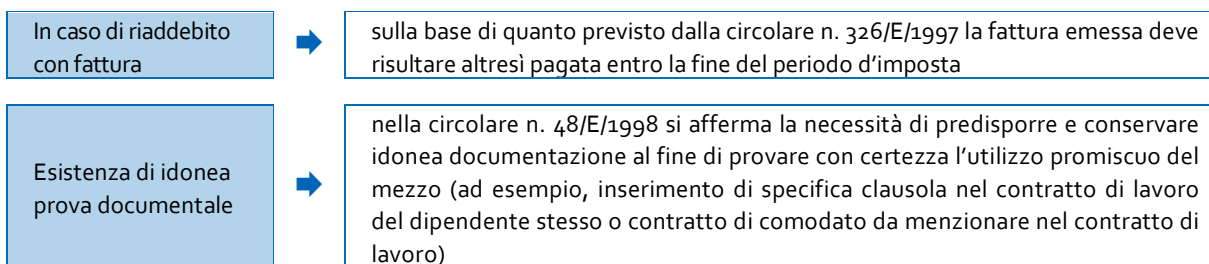 In caso di riaddebito
con fattura
sulla base di quanto previsto dalla circolare n. 326/E/1997 la fattura emessa deve
risultare altresì pagata entro la fine del periodo d'imposta
Esistenza di idonea
prova documentale
nella circolare n. 48/E/1998 si afferma la necessità di predisporre e conservare
idonea documentazione al fine di provare con certezza l'utilizzo promiscuo del
mezzo (ad esempio, inserimento di specifica clausola nel contratto di lavoro
del dipendente stesso o contratto di comodato da menzionare nel contratto di
lavoro)